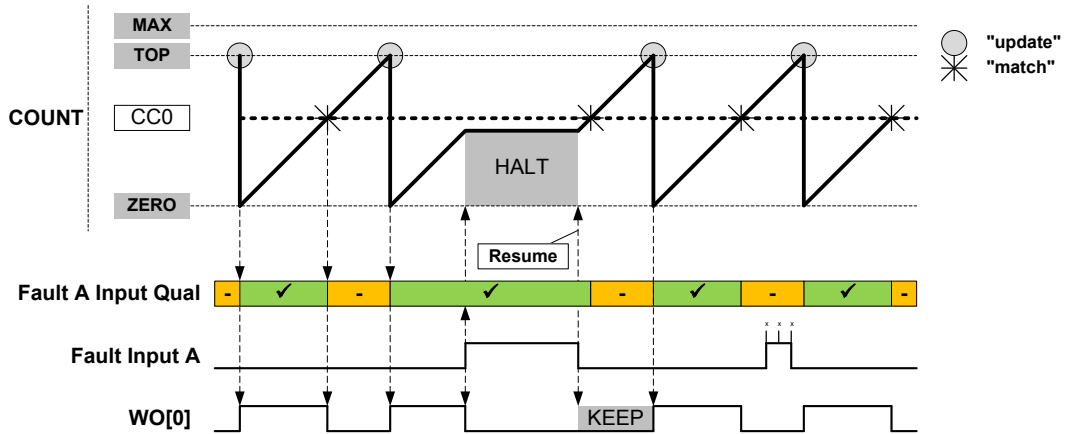 MAX
TOP
"update"
"match"
COUNT
CC0
HALT
ZERO
Resume
Fault A Input Qual - ✓ - ✓ - ✓ - ✓ -
x x x
Fault Input A
WO[0]
KEEP